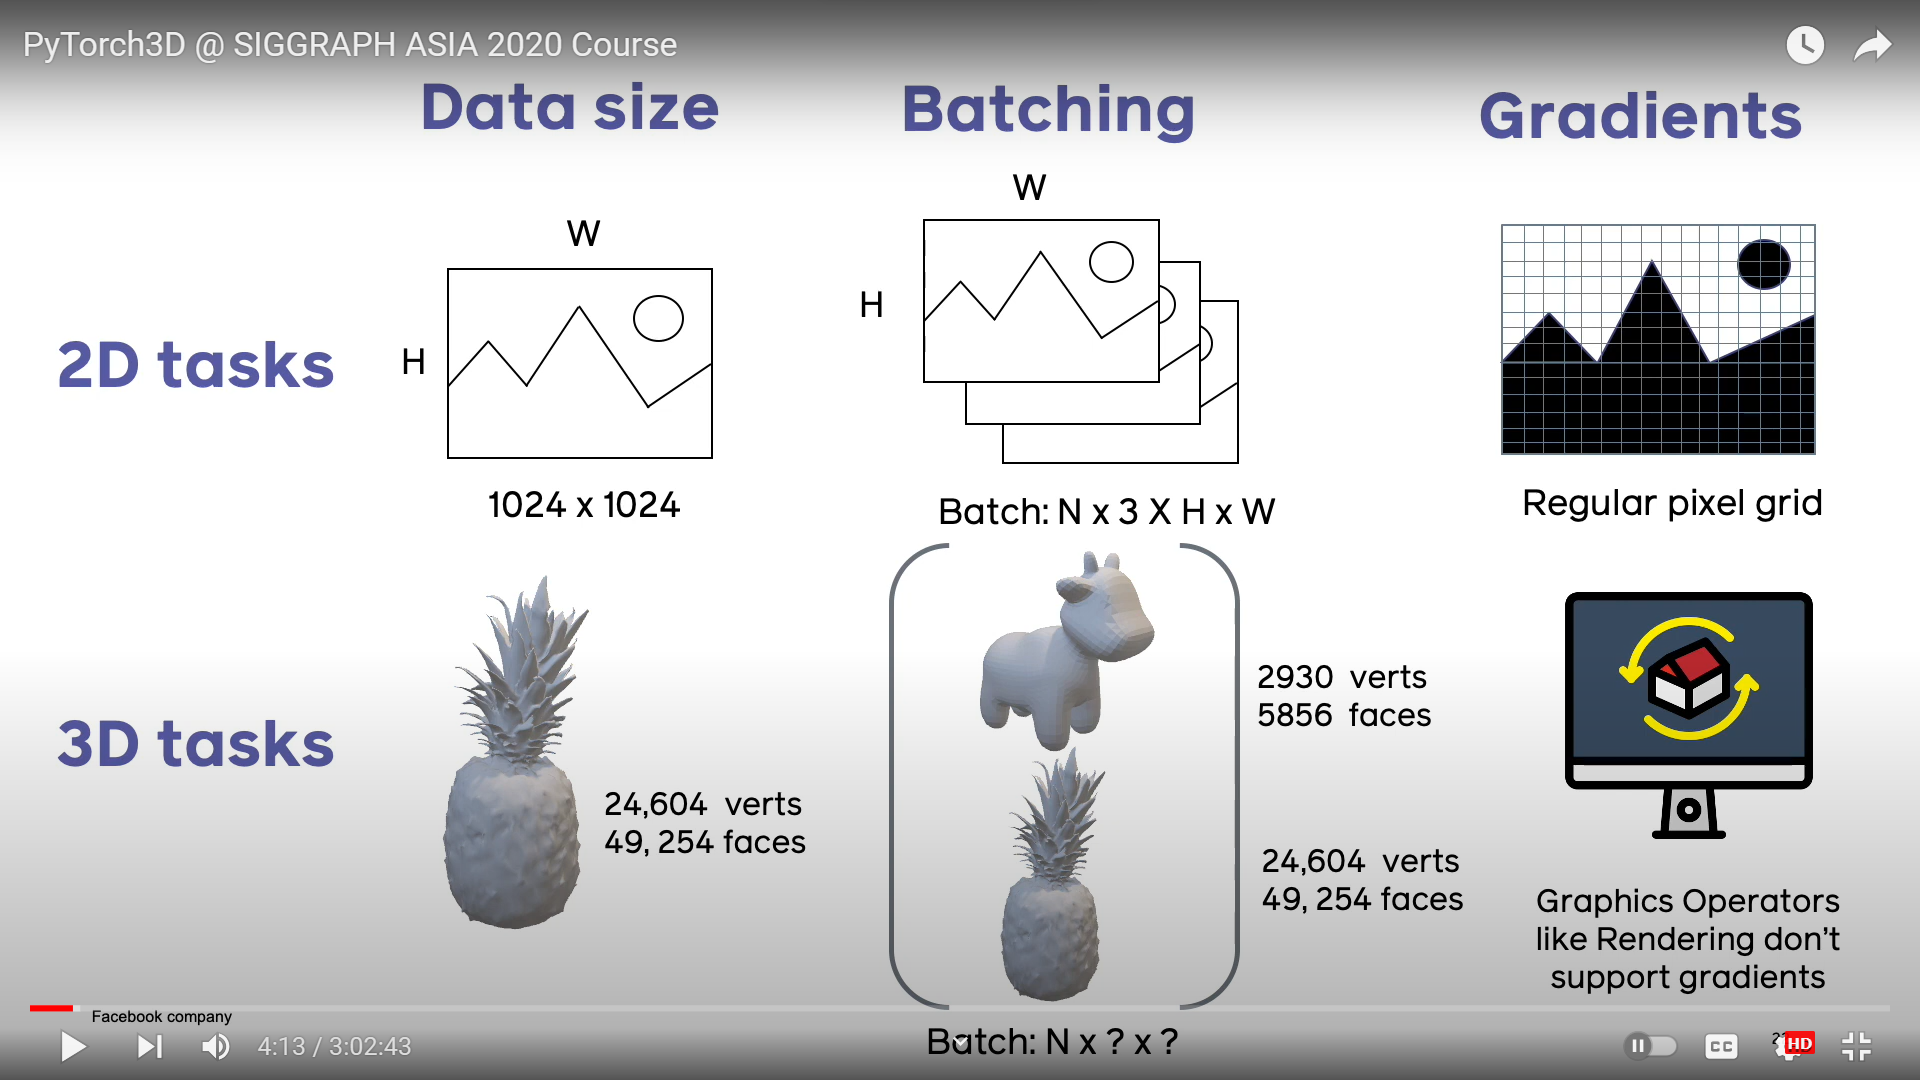 PyTorch3D @ SIGGRAPH ASIA 2020 Course
Data size
Batching
Gradients
2D tasks
W
H
1024 x 1024
W
H
Batch: N x 3 X H x W
Regular pixel grid
3D tasks
24,604 verts
49, 254 faces
2930 verts
5856 faces
24,604 verts
49, 254 faces
Batch: N x ? x ?
Graphics Operators
like Rendering don't
support gradients
Facebook company
4:13 / 3:02:43
CC
HD